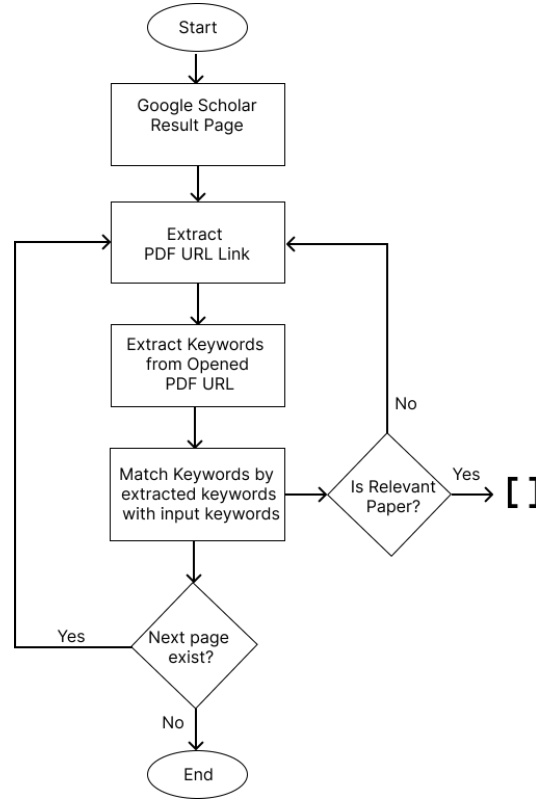 Start
Google Scholar
Result Page
Extract
PDF URL Link
Extract Keywords
from Opened
PDF URL
No
Match Keywords by
extracted keywords
with input keywords
Is Relevant
Paper?
Yes
[ ]
Yes
Next page
exist?
No
End